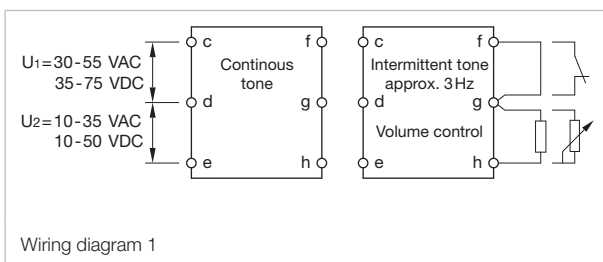 U1=30-55 VAC
35-75 VDC
U2=10-35 VAC
10-50 VDC
c
f
Continous
tone
d
g
e
h
c
f
Intermittent tone
approx. 3Hz
d
g
Volume control
e
h
Wiring diagram 1